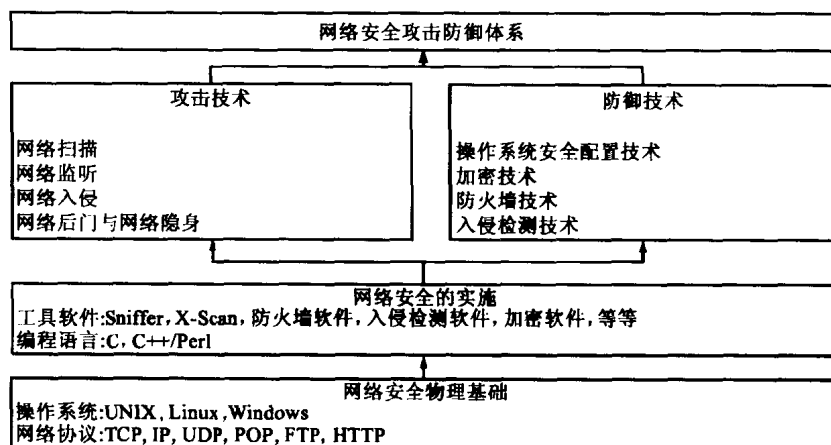 网络安全攻击防御体系
攻击技术
网络扫描
网络监听
网络入侵
网络后门与网络隐身
防御技术
操作系统安全配置技术
加密技术
防火墙技术
入侵检测技术
网络安全的实施
工具软件:Sniffer, X-Scan, 防火墙软件, 入侵检测软件, 加密软件, 等等
编程语言:C, C++/Perl
网络安全物理基础
操作系统:UNIX, Linux, Windows
网络协议:TCP, IP, UDP, POP, FTP, HTTP